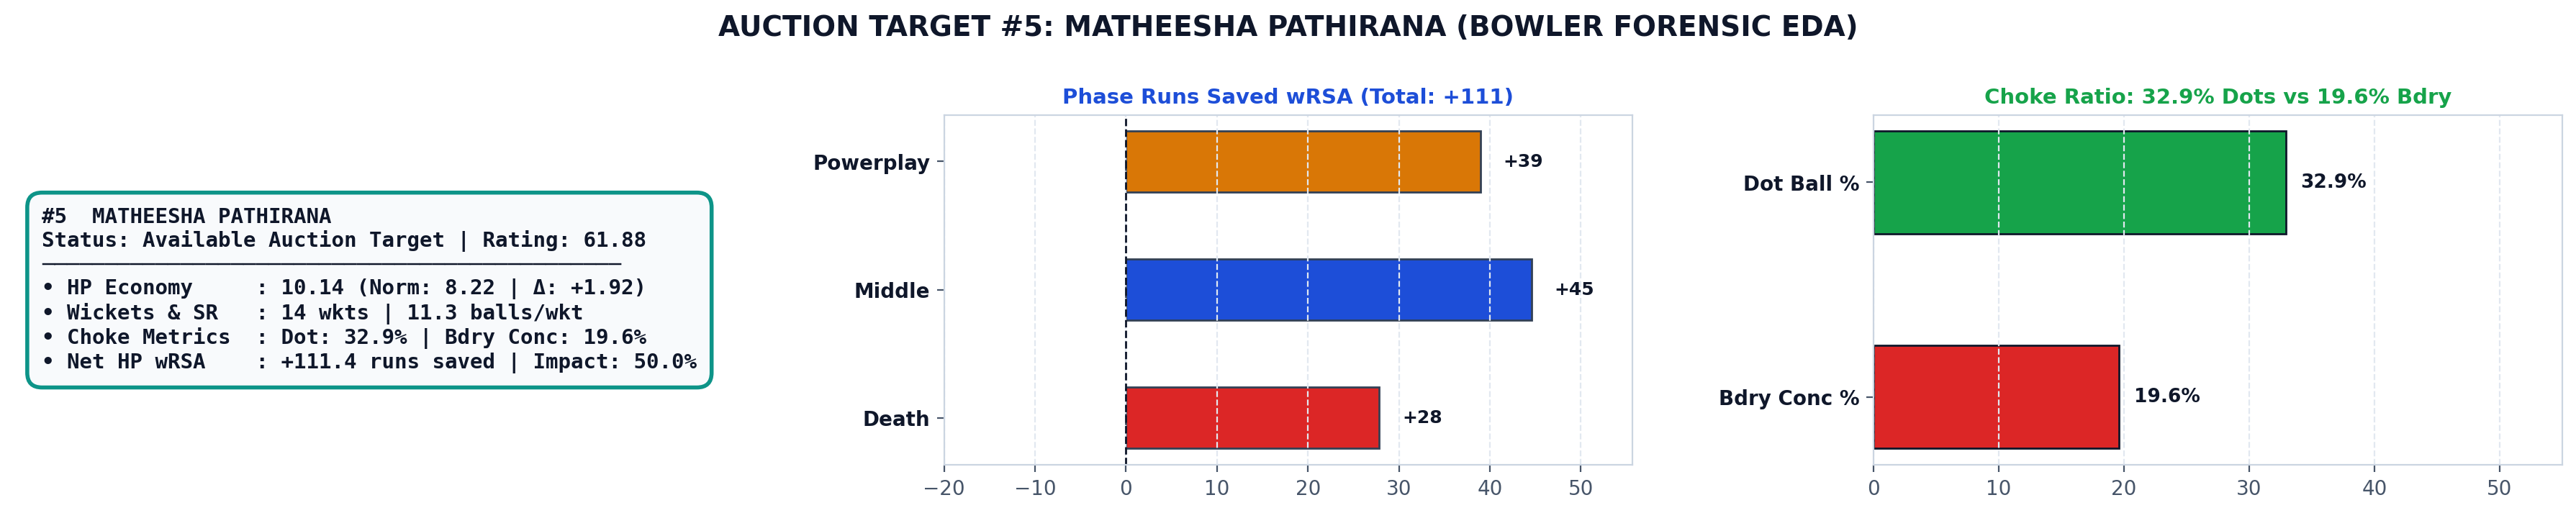 AUCTION TARGET #5: MATHEESHA PATHIRANA (BOWLER FORENSIC EDA)
#5  MATHEESHA PATHIRANA
Status: Available Auction Target | Rating: 61.88
• HP Economy     : 10.14 (Norm: 8.22 | Δ: +1.92)
• Wickets & SR   : 14 wkts | 11.3 balls/wkt
• Choke Metrics  : Dot: 32.9% | Bdry Conc: 19.6%
• Net HP wRSA    : +111.4 runs saved | Impact: 50.0%
Phase Runs Saved wRSA (Total: +111)
Powerplay
+39
Middle
+45
Death
+28
−20 −10 0 10 20 30 40 50
Choke Ratio: 32.9% Dots vs 19.6% Bdry
Dot Ball %
32.9%
Bdry Conc %
19.6%
0 10 20 30 40 50